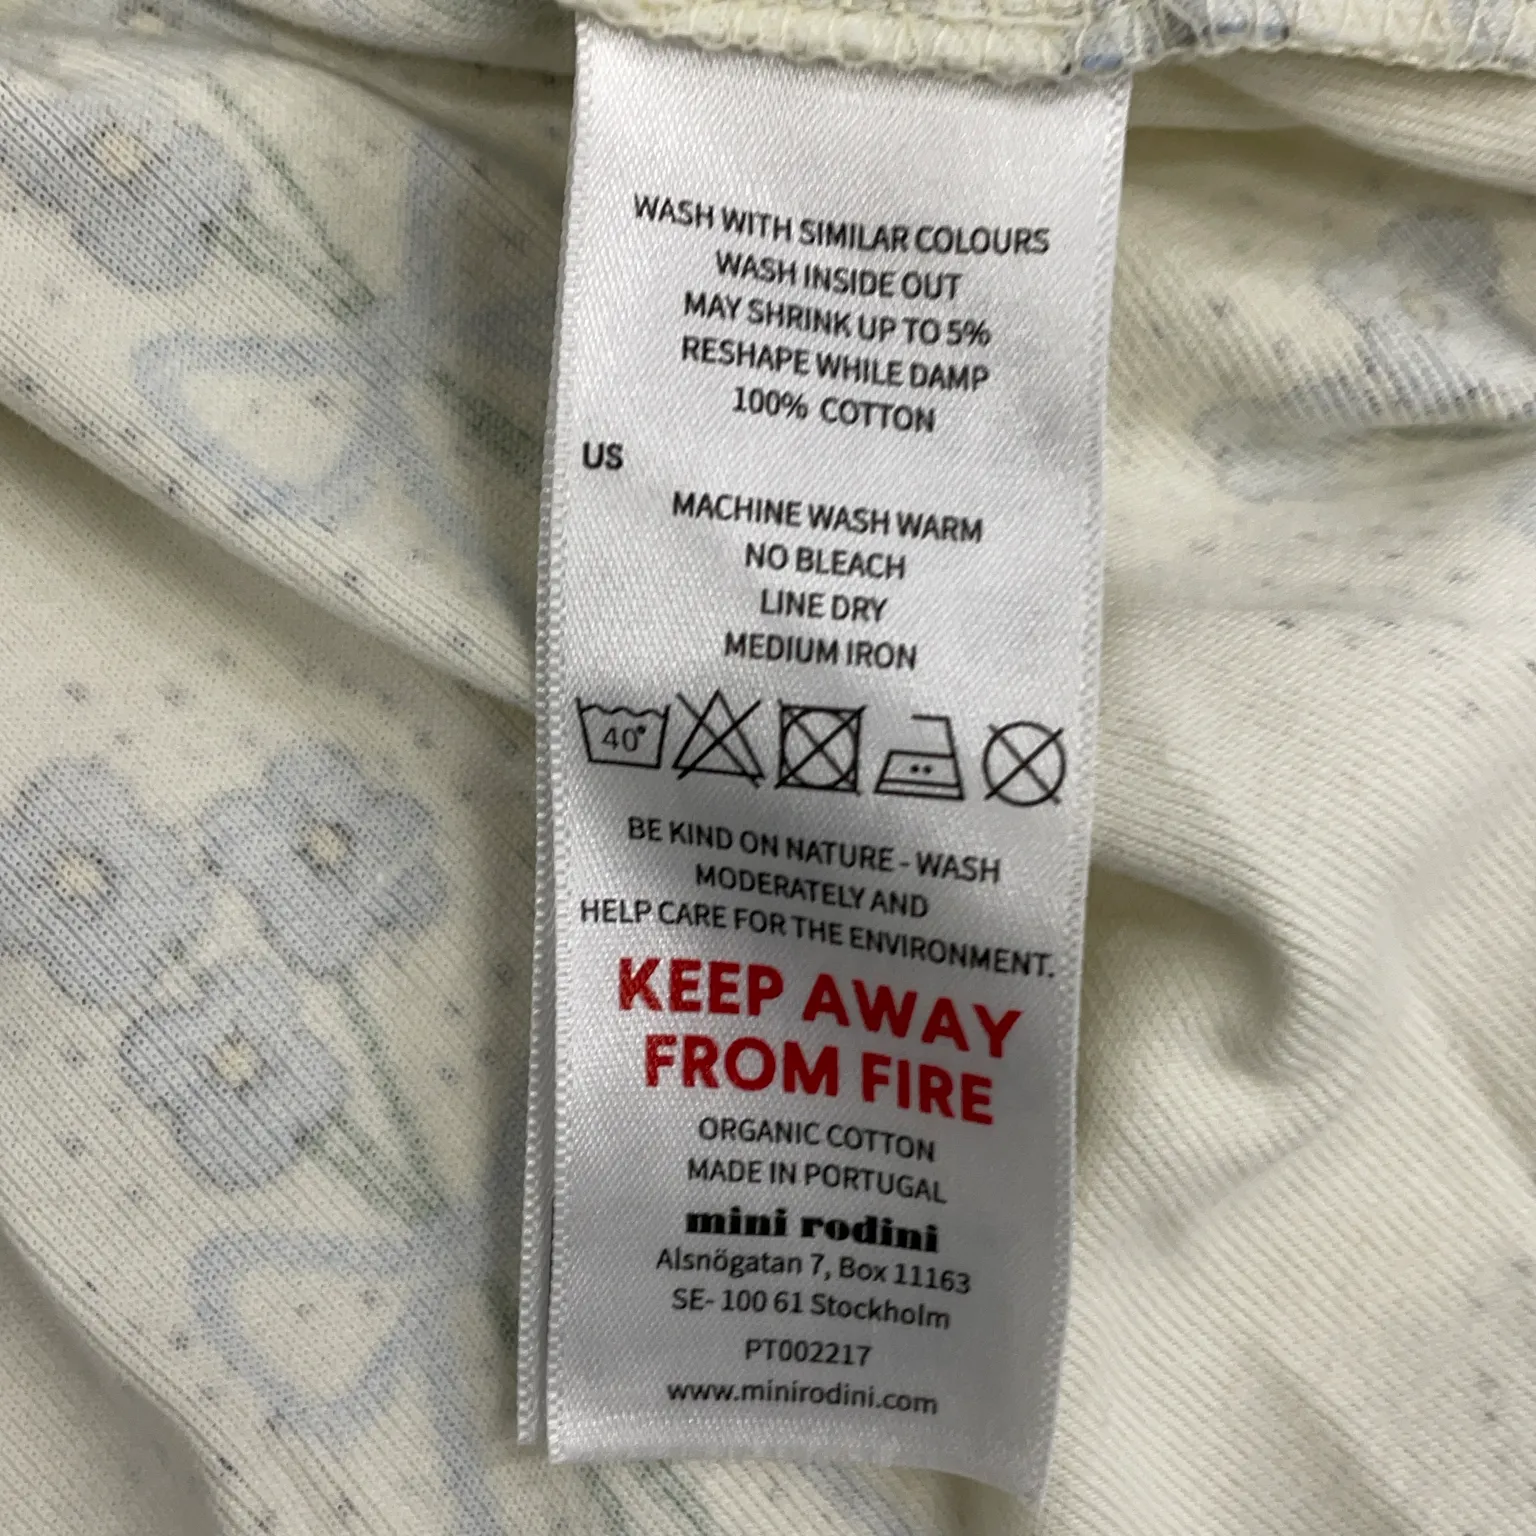 WASH WITH SIMILAR COLOURS
WASH INSIDE OUT
MAY SHRINK UP TO 5%
RESHAPE WHILE DAMP
100% COTTON
US
MACHINE WASH WARM
NO BLEACH
LINE DRY
MEDIUM IRON
40°
BE KIND ON NATURE - WASH
MODERATELY AND
HELP CARE FOR THE ENVIRONMENT.
KEEP AWAY
FROM FIRE
ORGANIC COTTON
MADE IN PORTUGAL
mini rodini
Alsnögatan 7, Box 11163
SE- 100 61 Stockholm
PT002217
www.minirodini.com